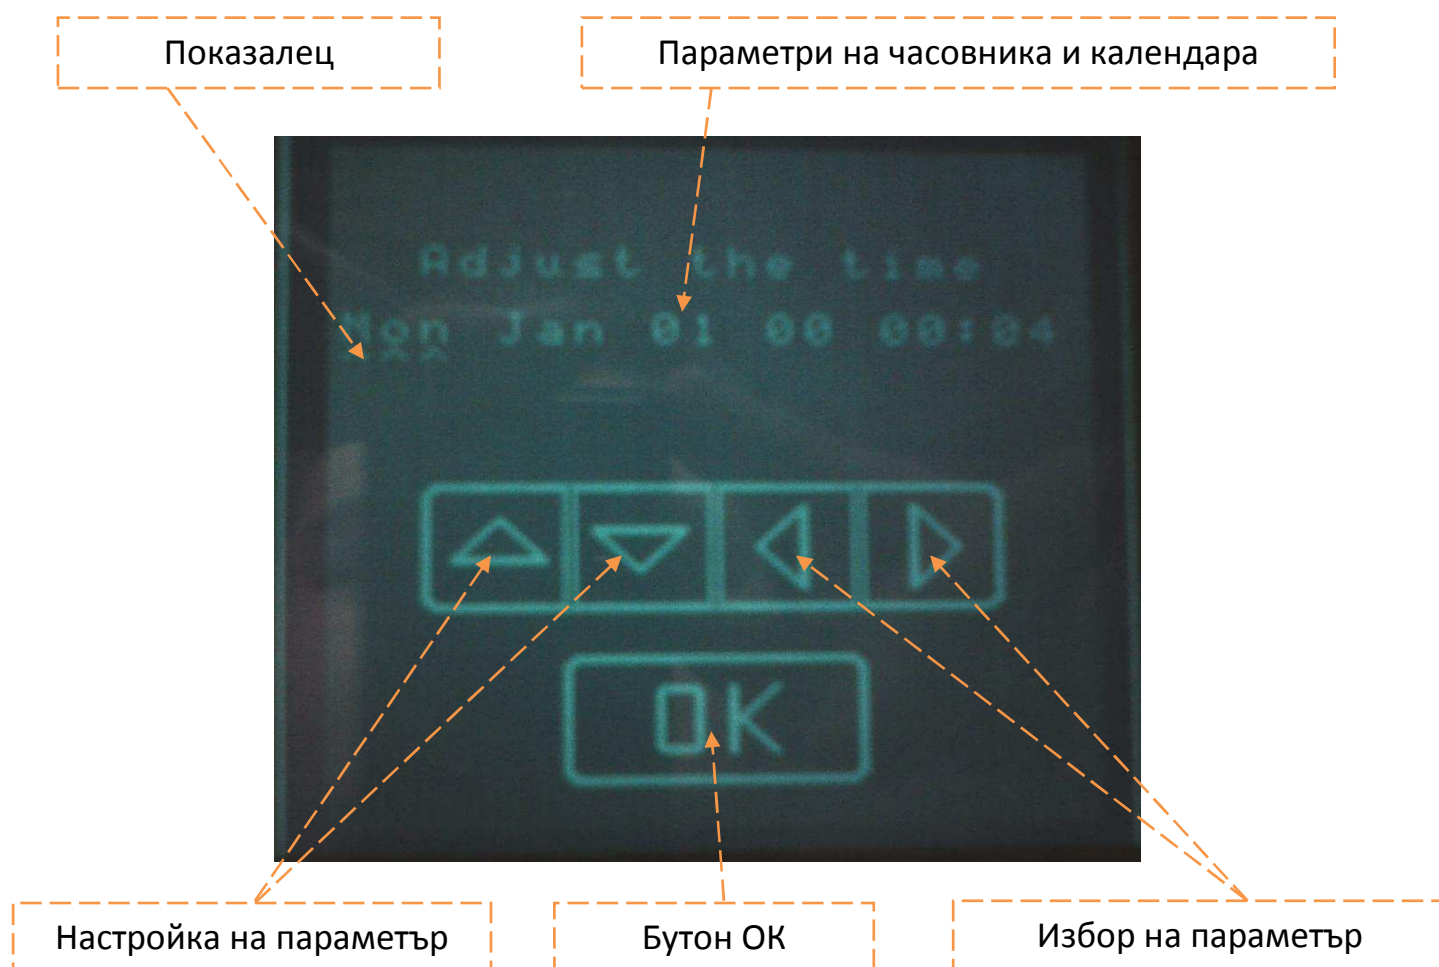 Показалец
Параметри на часовника и календара
Adjust the time
Mon Jan 01 00 00:04
OK
Настройка на параметър
Бутон ОК
Избор на параметър